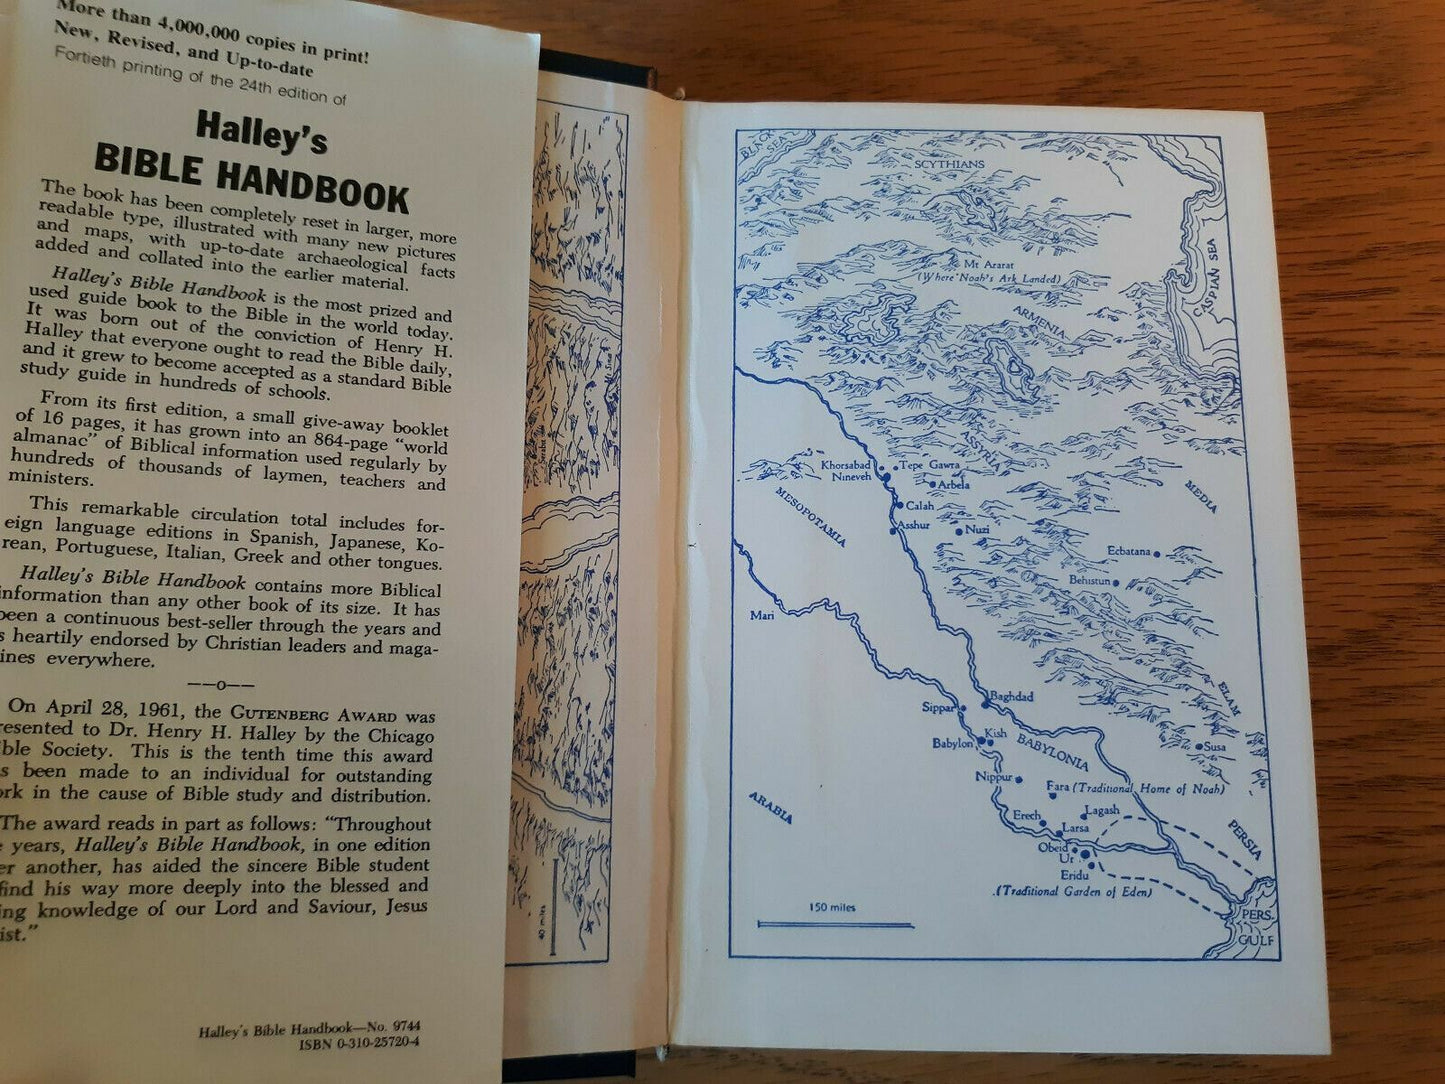 More than 4,000,000 copies in print!
New, Revised, and Up-to-date
Fortieth printing of the 24th edition of
Halley's
BIBLE HANDBOOK
The book has been completely reset in larger, more
readable type, illustrated with many new pictures
and maps, with up-to-date archaeological facts
added and collated into the earlier material.
Halley's Bible Handbook is the most prized and
used guide book to the Bible in the world today.
It was born out of the conviction of Henry H.
Halley that everyone ought to read the Bible daily,
and it grew to become accepted as a standard Bible
study guide in hundreds of schools.
From its first edition, a small give-away booklet
of 16 pages, it has grown into an 864-page "world
almanac" of Biblical information used regularly by
hundreds of thousands of laymen, teachers and
ministers.
This remarkable circulation total includes for-
eign language editions in Spanish, Japanese, Ko-
rean, Portuguese, Italian, Greek and other tongues.
Halley's Bible Handbook contains more Biblical
information than any other book of its size. It has
been a continuous best-seller through the years and
s heartily endorsed by Christian leaders and maga-
ines everywhere.
——o——
On April 28, 1961, the GUTENBERG AWARD was
resented to Dr. Henry H. Halley by the Chicago
ible Society. This is the tenth time this award
s been made to an individual for outstanding
ork in the cause of Bible study and distribution.
The award reads in part as follows: "Throughout
e years, Halley's Bible Handbook, in one edition
er another, has aided the sincere Bible student
find his way more deeply into the blessed and
ing knowledge of our Lord and Saviour, Jesus
ist."
Halley's Bible Handbook—No. 9744
ISBN 0-310-25720-4
40 miles
BLACK
SEA
SCYTHIANS
CASPIAN SEA
Mt Ararat
(Where Noah's Ark Landed)
ARMENIA
ASSYRIA
Khorsabad
Tepe Gawra
Nineveh
Arbela
MEDIA
MESOPOTAMIA
Calah
Asshur
Nuzi
Ecbatana
Behistun
Mari
ELAM
Baghdad
Sippar
Kish
Babylon
BABYLONIA
Susa
Nippur
Fara (Traditional Home of Noah)
ARABIA
Erech
Lagash
Larsa
PERSIA
Obeid
Ur
Eridu
(Traditional Garden of Eden)
150 miles
PERS.
GULF